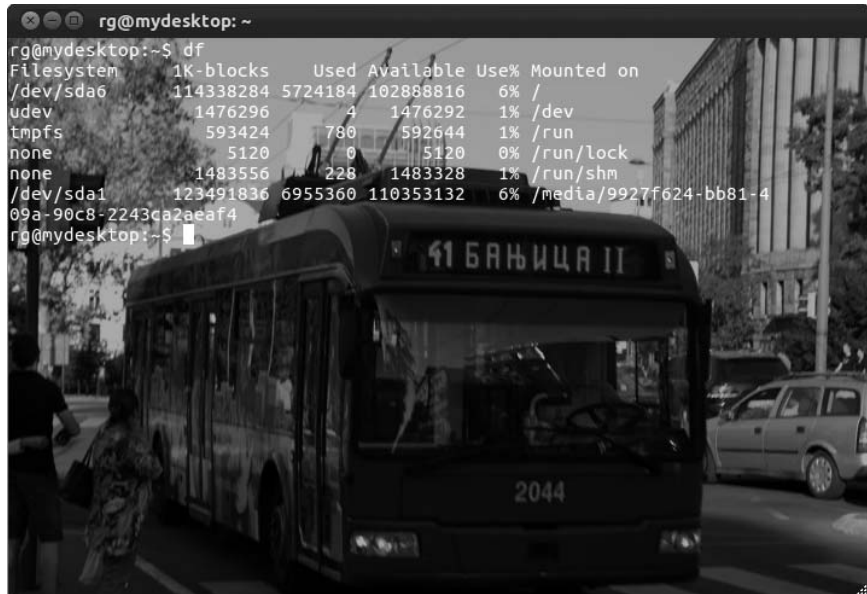 rg@mydesktop: ~
rg@mydesktop:~$ df
Filesystem     1K-blocks    Used Available Use% Mounted on
/dev/sda6      114338284 5724184 102888816   6% /
udev             1476296       4   1476292   1% /dev
tmpfs             593424     780    592644   1% /run
none                5120       0      5120   0% /run/lock
none             1483556     228   1483328   1% /run/shm
/dev/sda1      123491836 6955360 110353132   6% /media/9927f624-bb81-4
09a-90c8-2243ca2aeaf4
rg@mydesktop:~$
41 БАЊИЦА II
2044